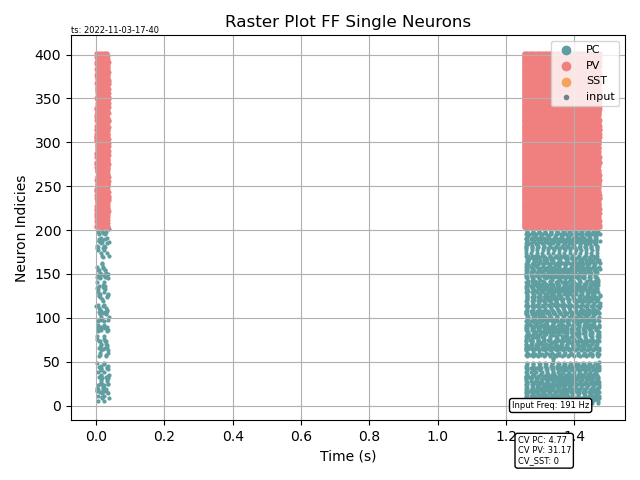 Raster Plot FF Single Neurons
ts: 2022-11-03-17-40
PC
PV
SST
input
400
350
300
250
200
150
100
50
0
Neuron Indicies
Input Freq: 191 Hz
0.0 0.2 0.4 0.6 0.8 1.0 1.2 1.4
Time (s)
CV PC: 4.77
CV PV: 31.17
CV_SST: 0